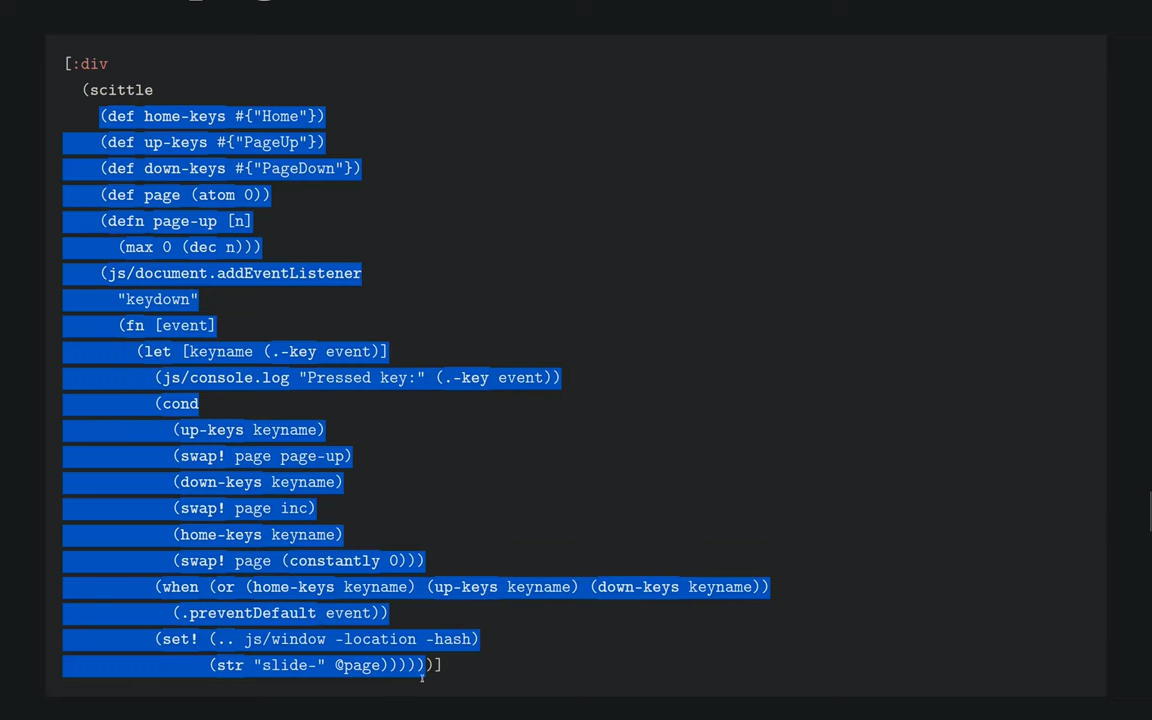 [:div
(scittle
(def home-keys #{"Home"})
(def up-keys #{"PageUp"})
(def down-keys #{"PageDown"})
(def page (atom 0))
(defn page-up [n]
(max 0 (dec n)))
(js/document.addEventListener
"keydown"
(fn [event]
(let [keyname (.-key event)]
(js/console.log "Pressed key:" (.-key event))
(cond
(up-keys keyname)
(swap! page page-up)
(down-keys keyname)
(swap! page inc)
(home-keys keyname)
(swap! page (constantly 0)))
(when (or (home-keys keyname) (up-keys keyname) (down-keys keyname))
(.preventDefault event))
(set! (.. js/window -location -hash)
(str "slide-" @page))))))]